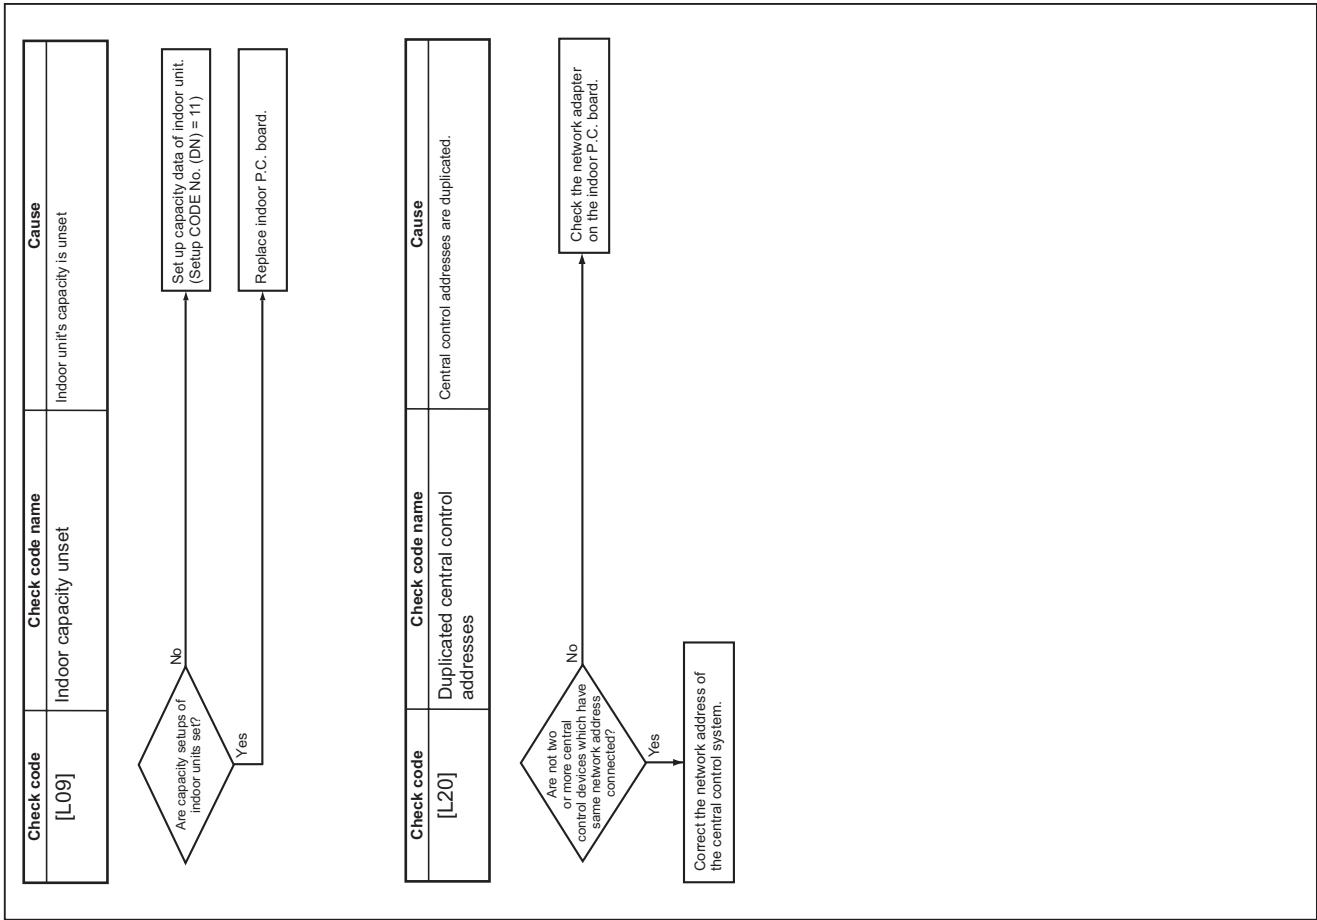 Check code
Check code name
Cause
[L09]
Indoor capacity unset
Indoor unit's capacity is unset
Are capacity setups of
indoor units set?
No
Yes
Set up capacity data of indoor unit.
(Setup CODE No. (DN) = 11)
Replace indoor P.C. board.
Check code
Check code name
Cause
[L20]
Duplicated central control
addresses
Central control addresses are duplicated.
Are not two
or more central
control devices which have
same network address
connected?
No
Yes
Check the network adapter
on the indoor P.C. board.
Correct the network address of
the central control system.